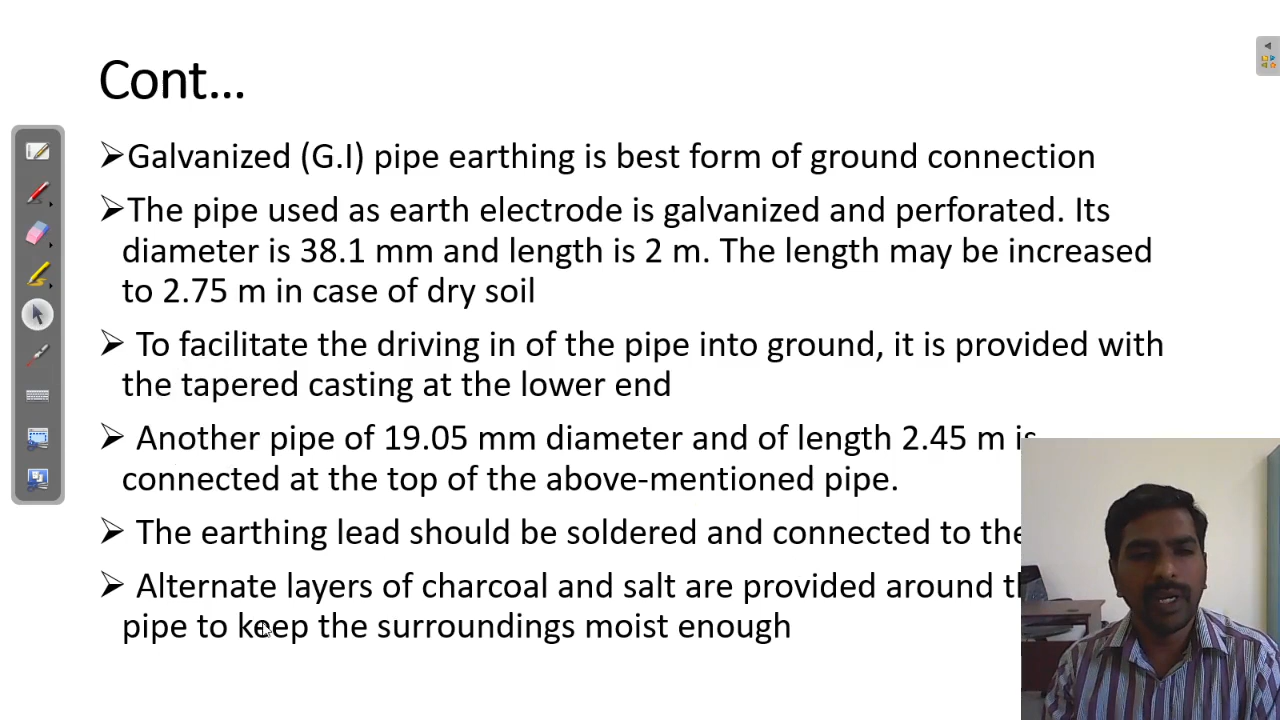 Cont...
➢Galvanized (G.I) pipe earthing is best form of ground connection
➢The pipe used as earth electrode is galvanized and perforated. Its
diameter is 38.1 mm and length is 2 m. The length may be increased
to 2.75 m in case of dry soil
➢ To facilitate the driving in of the pipe into ground, it is provided with
the tapered casting at the lower end
➢ Another pipe of 19.05 mm diameter and of length 2.45 m is
connected at the top of the above-mentioned pipe.
➢ The earthing lead should be soldered and connected to the
➢ Alternate layers of charcoal and salt are provided around
pipe to keep the surroundings moist enough